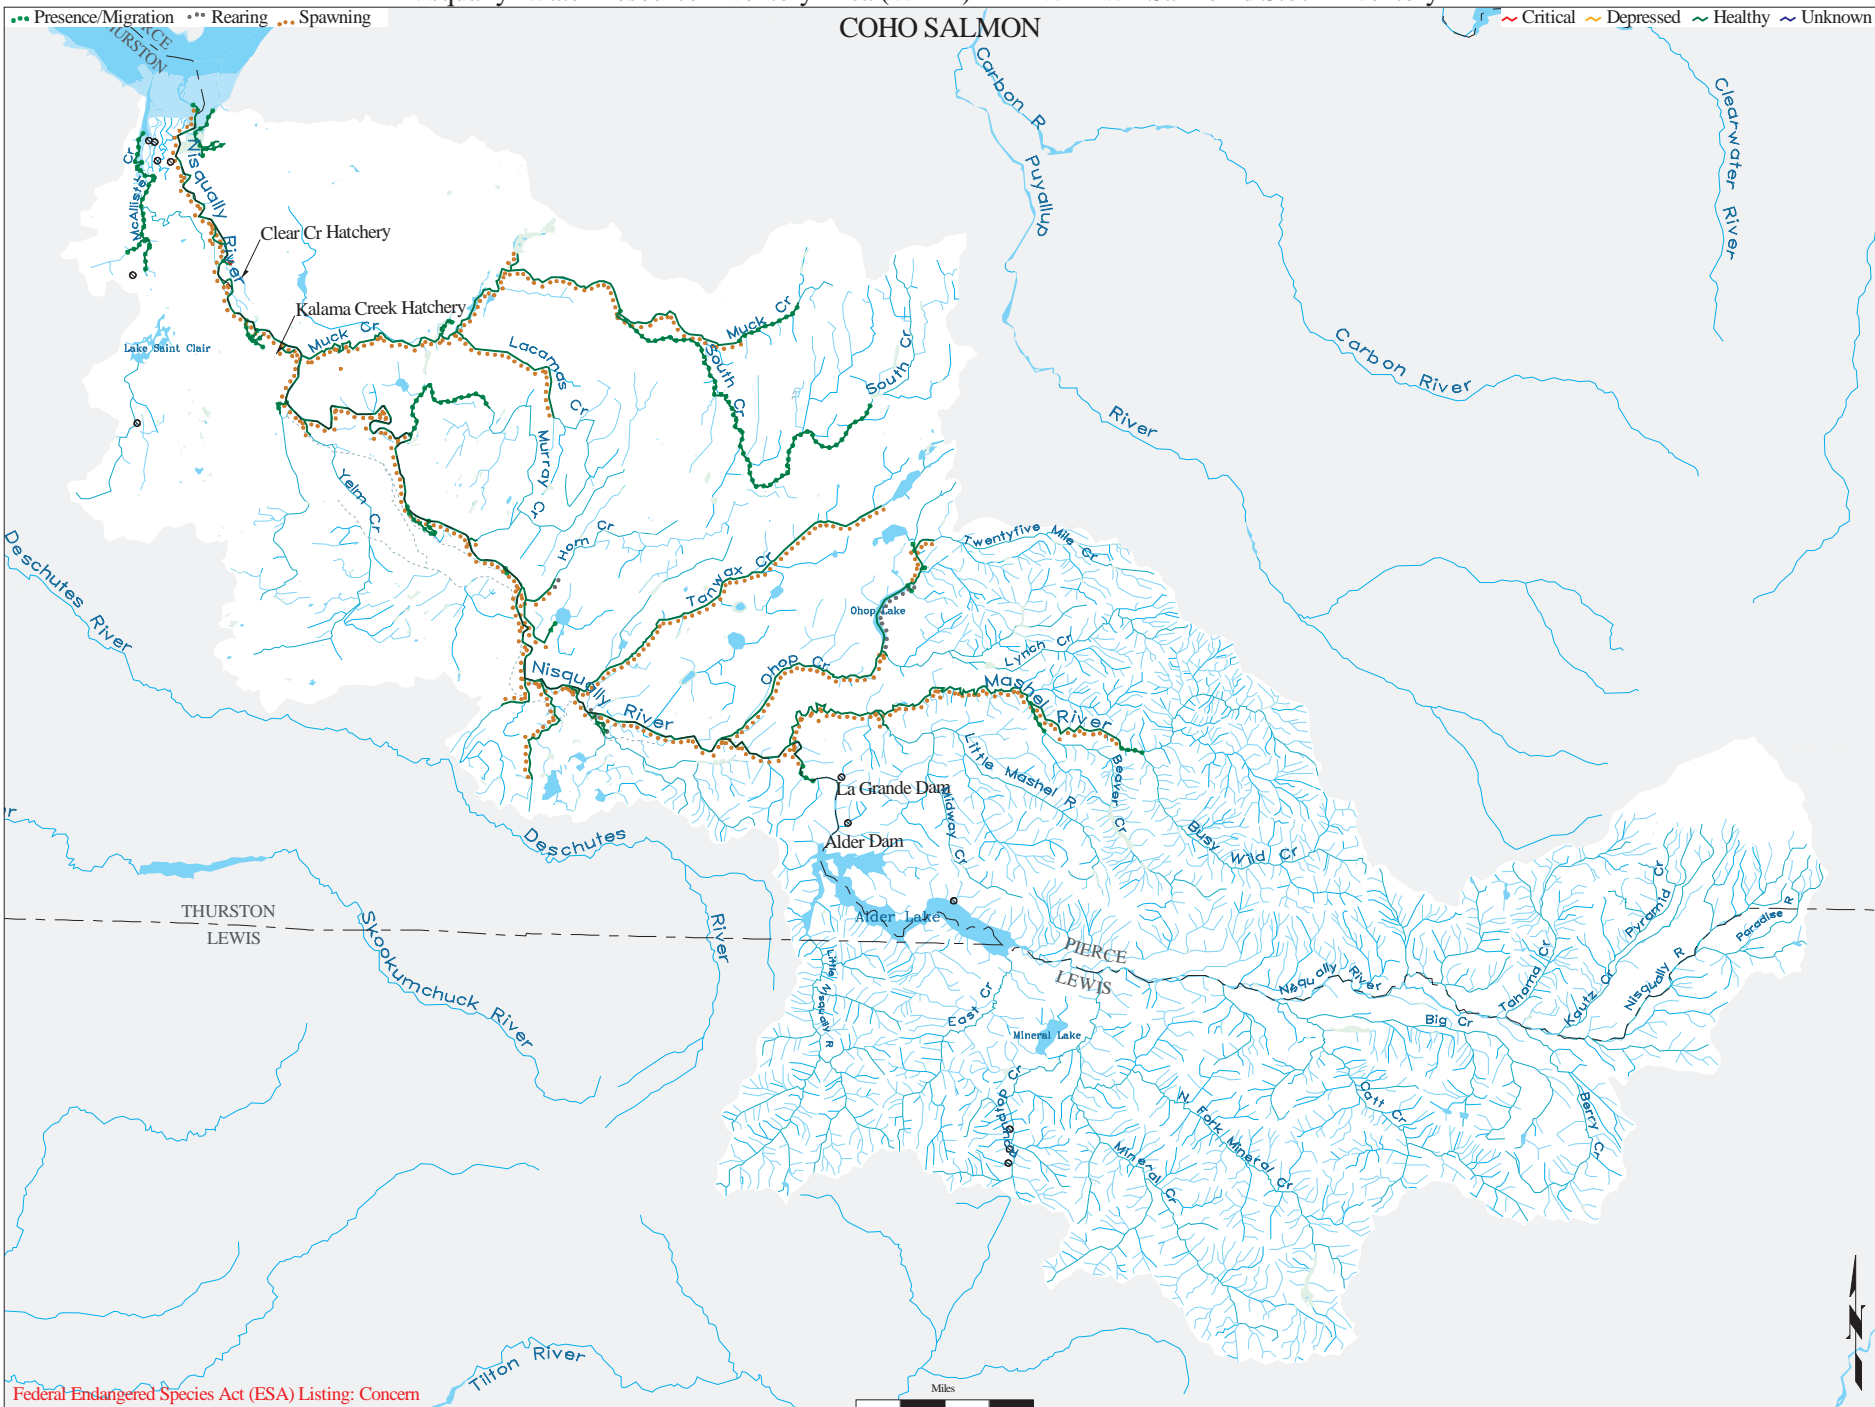 COHO SALMON
Presence/Migration
Rearing
Spawning
Critical
Depressed
Healthy
Unknown
THURSTON
McAllister Cr
Nisqually River
Clear Cr Hatchery
Kalama Creek Hatchery
Lake Saint Clair
Muck Cr
Lacamas Cr
Murray Cr
Muck Cr
South Cr
South Cr
Yelm Cr
Horn Cr
Tanwax Cr
Ohop Lake
Ohop Cr
Twentyfive Mile Cr
Lynch Cr
Mashel River
Nisqually River
Little Mashel R
Beaver Cr
Busy Wild Cr
La Grande Dam
Alder Dam
Alder Lake
Carbon R
Puyallup
River
Carbon River
Clearwater River
Deschutes River
Deschutes
River
Skookumchuck River
THURSTON
LEWIS
PIERCE
LEWIS
East Cr
Mineral Lake
Roundtop Cr
Mineral Cr
N. Fork Mineral Cr
Catt Cr
Berry Cr
Big Cr
Nisqually River
Tahoma Cr
Kautz Cr
Pyramid Cr
Nisqually R
Paradise R
Tilton River
Federal Endangered Species Act (ESA) Listing: Concern
Miles
N